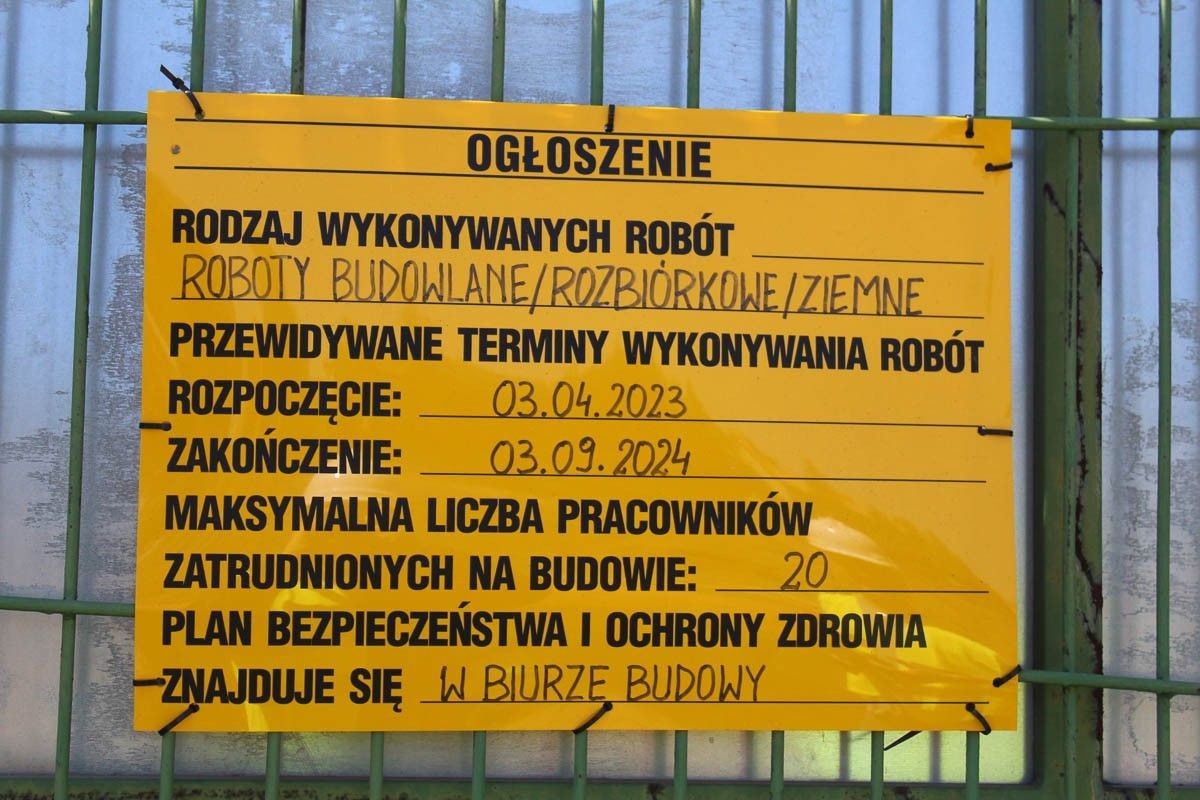 OGŁOSZENIE
RODZAJ WYKONYWANYCH ROBÓT
ROBOTY BUDOWLANE/ROZBIÓRKOWE/ZIEMNE
PRZEWIDYWANE TERMINY WYKONYWANIA ROBÓT
ROZPOCZĘCIE: 03.04.2023
ZAKOŃCZENIE: 03.09.2024
MAKSYMALNA LICZBA PRACOWNIKÓW
ZATRUDNIONYCH NA BUDOWIE: 20
PLAN BEZPIECZEŃSTWA I OCHRONY ZDROWIA
ZNAJDUJE SIĘ W BIURZE BUDOWY